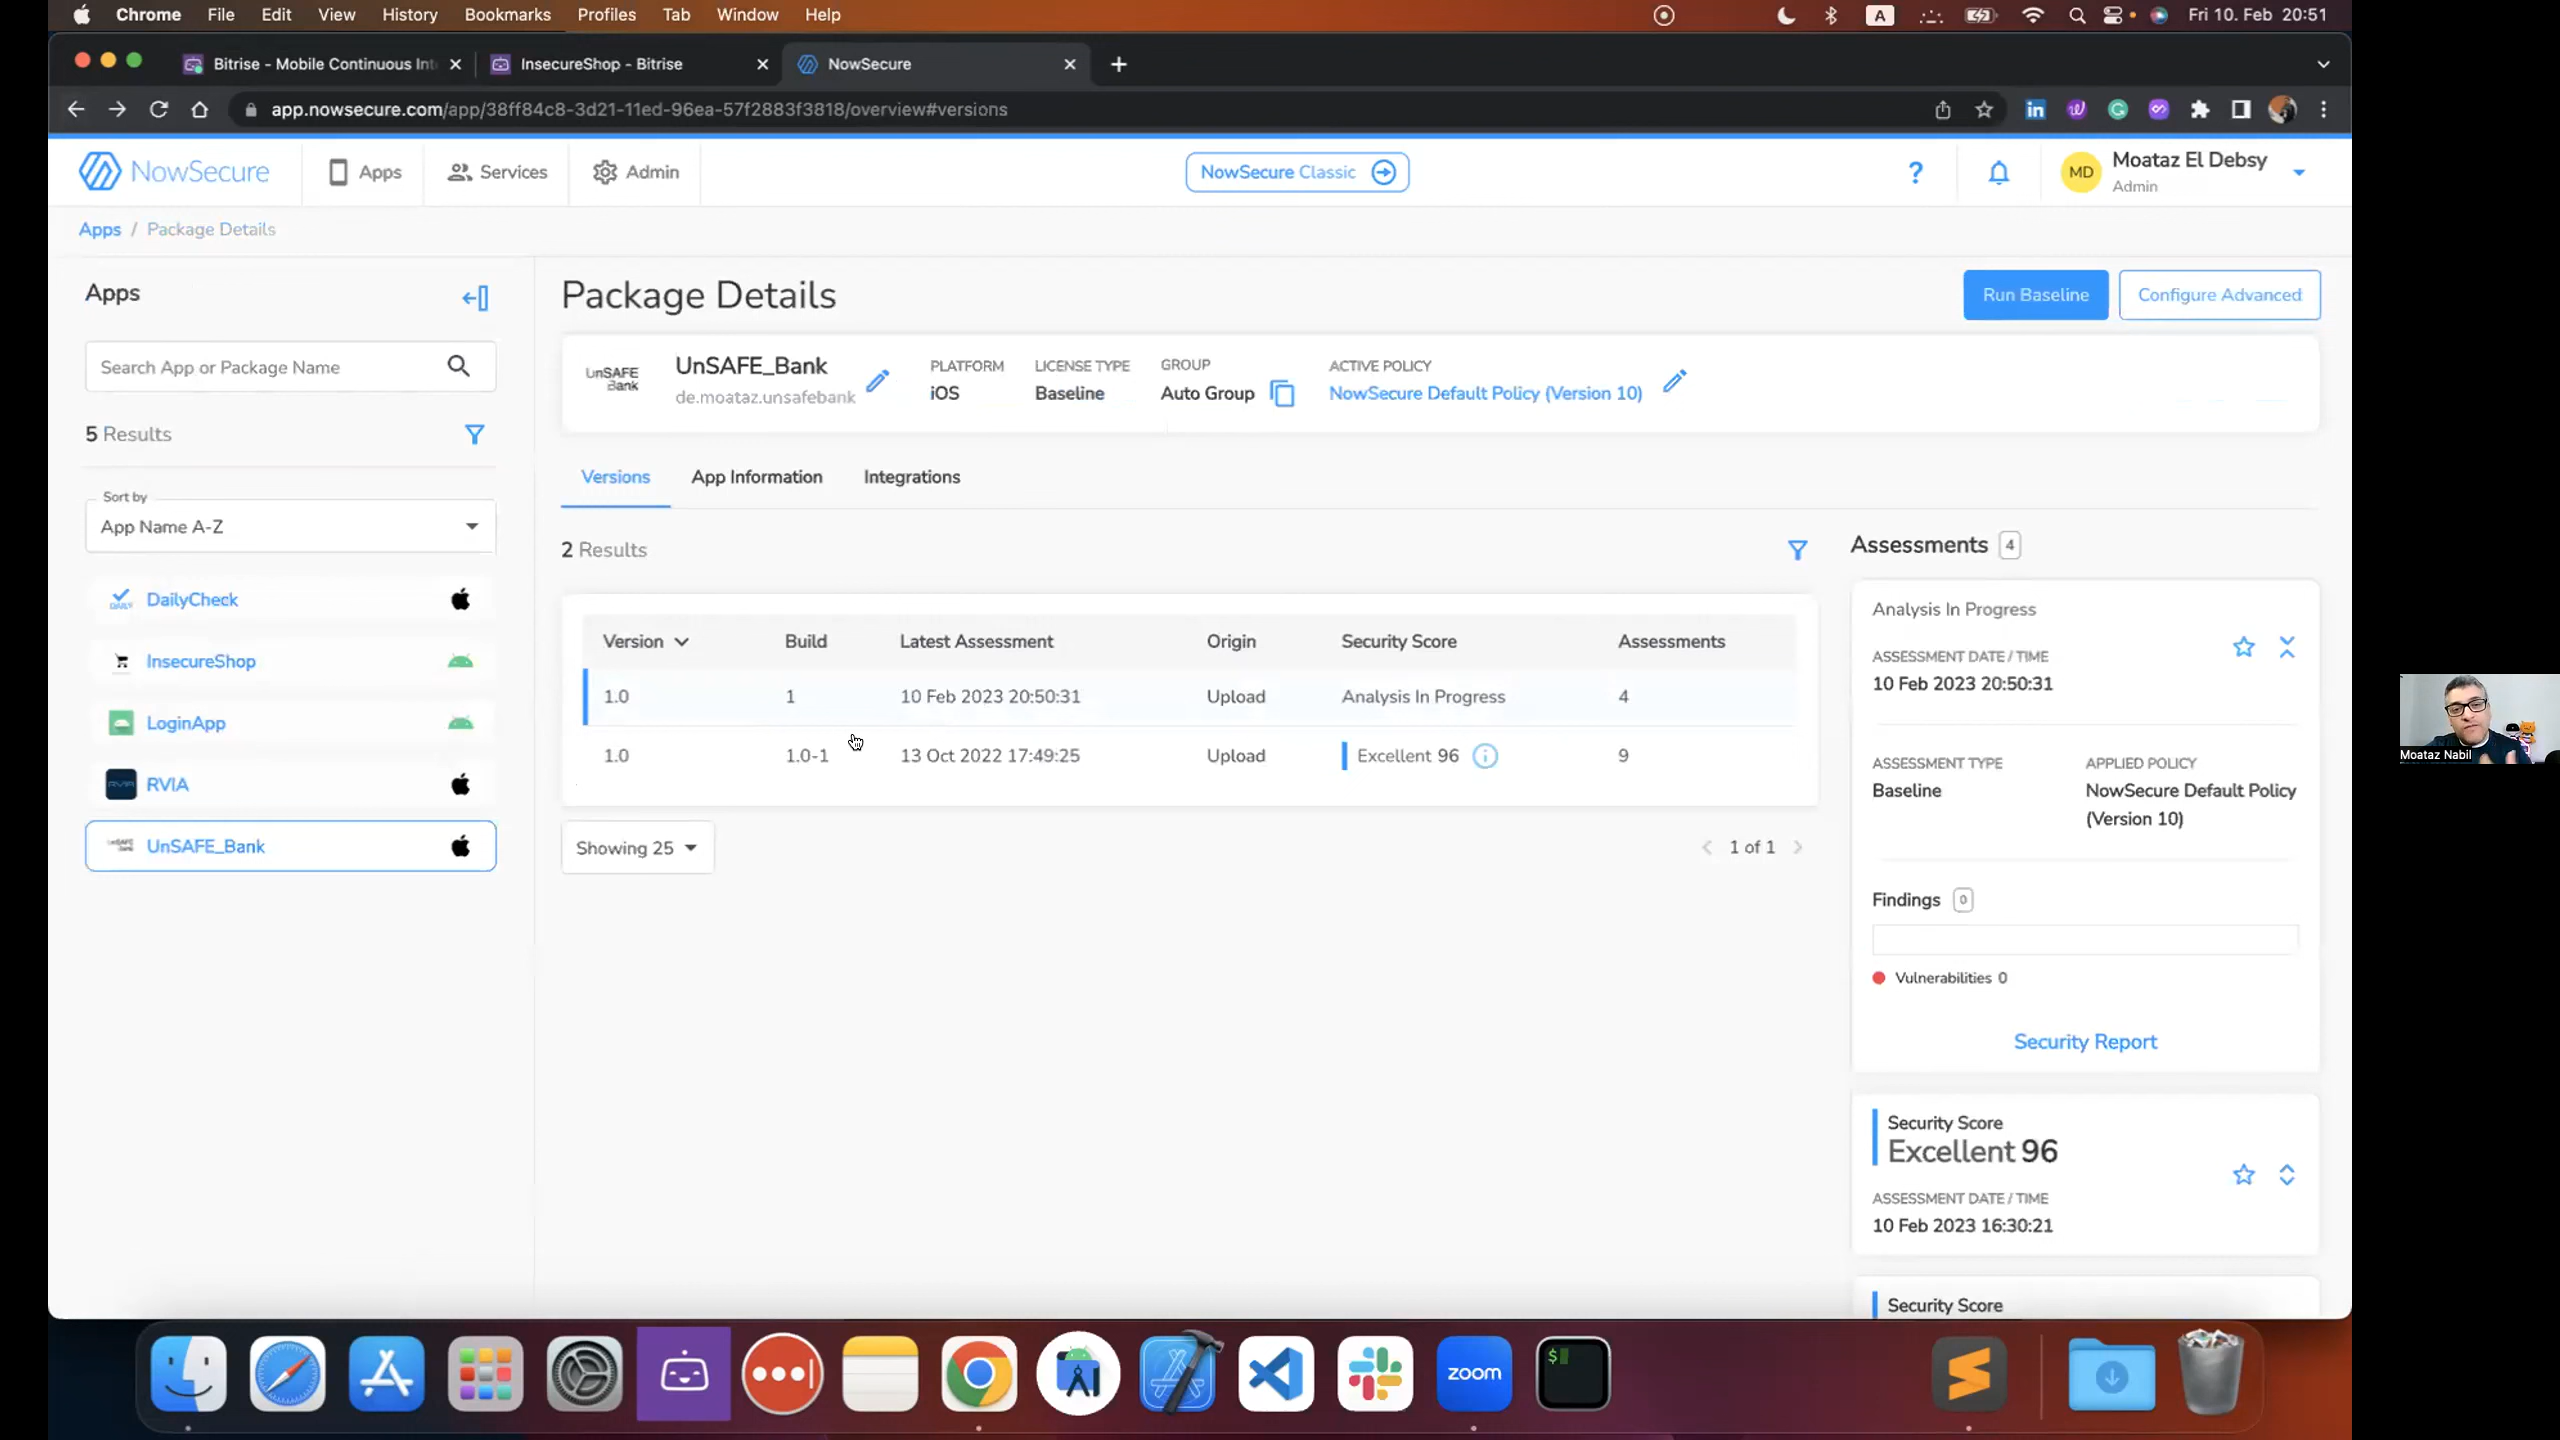 Chrome File Edit View History Bookmarks Profiles Tab Window Help A Fri 10. Feb 20:51
Bitrise - Mobile Continuous Int InsecureShop - Bitrise NowSecure
app.nowsecure.com/app/38ff84c8-3d21-11ed-96ea-57f2883f3818/overview#versions
NowSecure Apps Services Admin NowSecure Classic ? MD Moataz El Debsy
Admin
Apps / Package Details
Apps
Search App or Package Name
5 Results
Sort by
App Name A-Z
DailyCheck
InsecureShop
LoginApp
RVIA
UnSAFE_Bank
Package Details Run Baseline Configure Advanced
UnSAFE Bank
UnSAFE_Bank
de.moataz.unsafebank
PLATFORM
iOS
LICENSE TYPE
Baseline
GROUP
Auto Group
ACTIVE POLICY
NowSecure Default Policy (Version 10)
Versions App Information Integrations
2 Results
Version Build Latest Assessment Origin Security Score Assessments
1.0 1 10 Feb 2023 20:50:31 Upload Analysis In Progress 4
1.0 1.0-1 13 Oct 2022 17:49:25 Upload Excellent 96 9
Showing 25 1 of 1
Assessments 4
Analysis In Progress
ASSESSMENT DATE / TIME
10 Feb 2023 20:50:31
ASSESSMENT TYPE
Baseline
APPLIED POLICY
NowSecure Default Policy
(Version 10)
Findings 0
Vulnerabilities 0
Security Report
Security Score
Excellent 96
ASSESSMENT DATE / TIME
10 Feb 2023 16:30:21
Security Score
Moataz Nabil
zoom